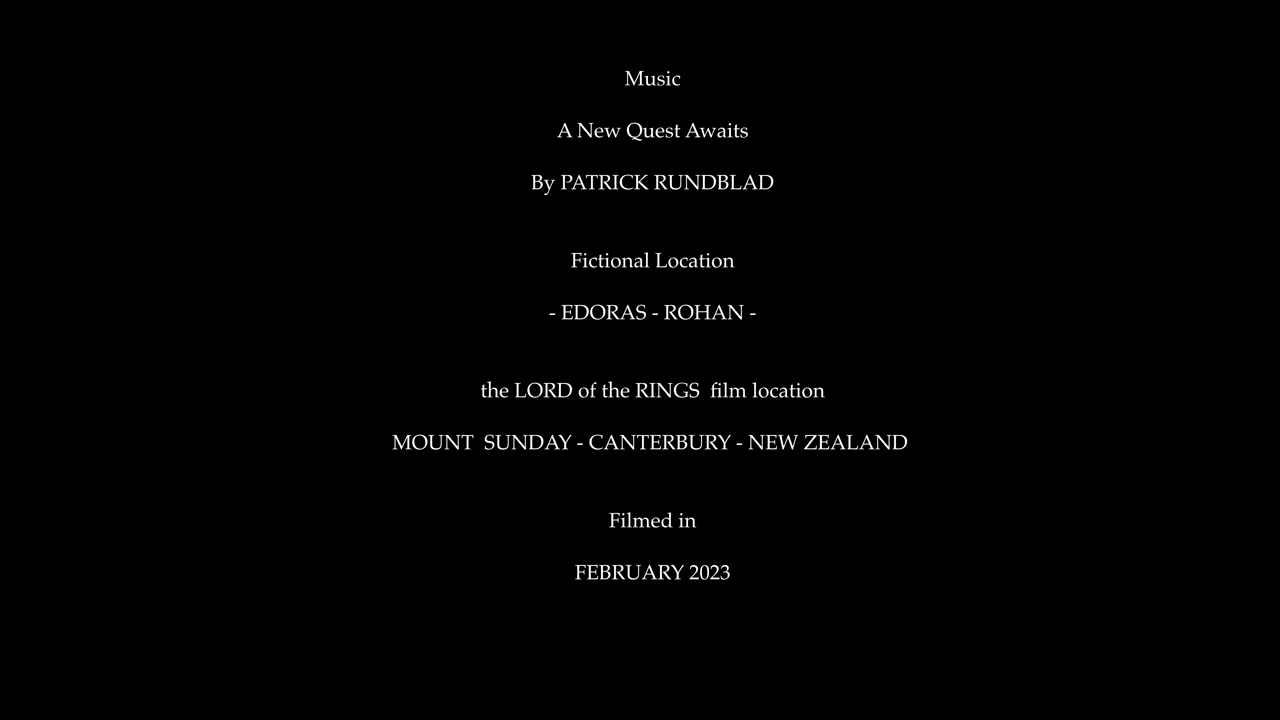 Music
A New Quest Awaits
By PATRICK RUNDBLAD
Fictional Location
- EDORAS - ROHAN -
the LORD of the RINGS  film location
MOUNT  SUNDAY - CANTERBURY - NEW ZEALAND
Filmed in
FEBRUARY 2023